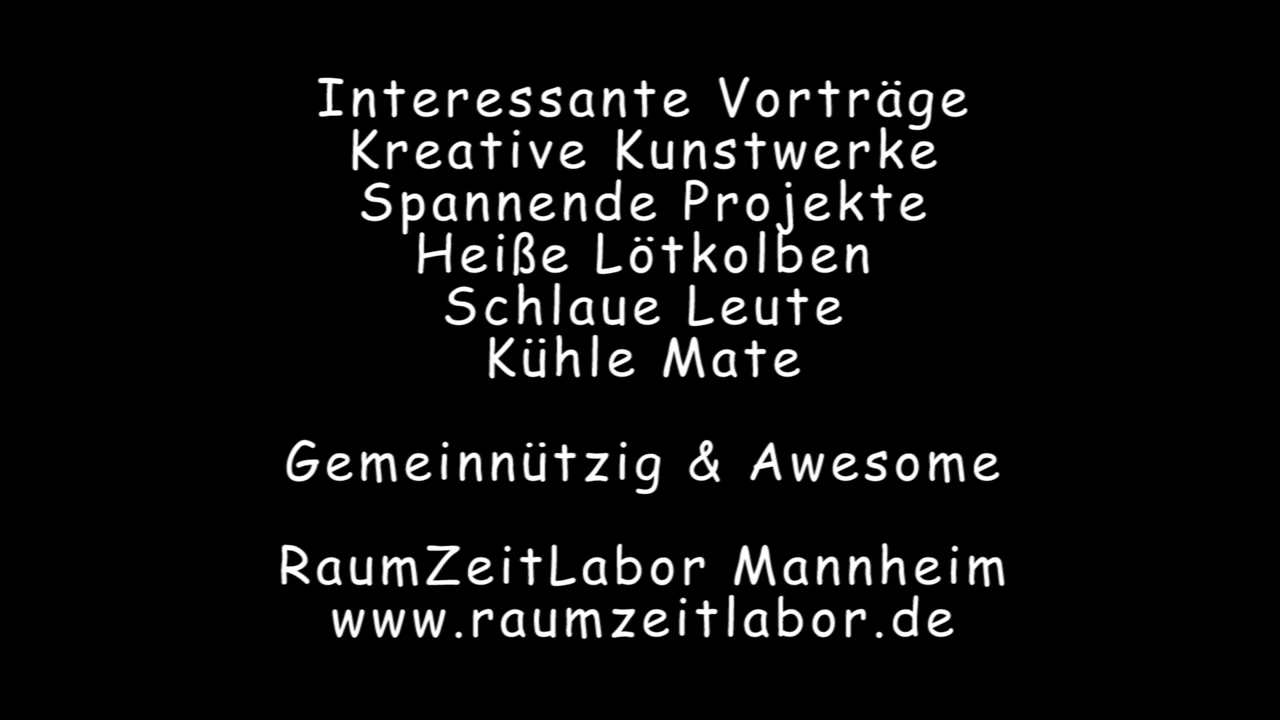 Interessante Vorträge
Kreative Kunstwerke
Spannende Projekte
Heiße Lötkolben
Schlaue Leute
Kühle Mate
Gemeinnützig & Awesome
RaumZeitLabor Mannheim
www.raumzeitlabor.de